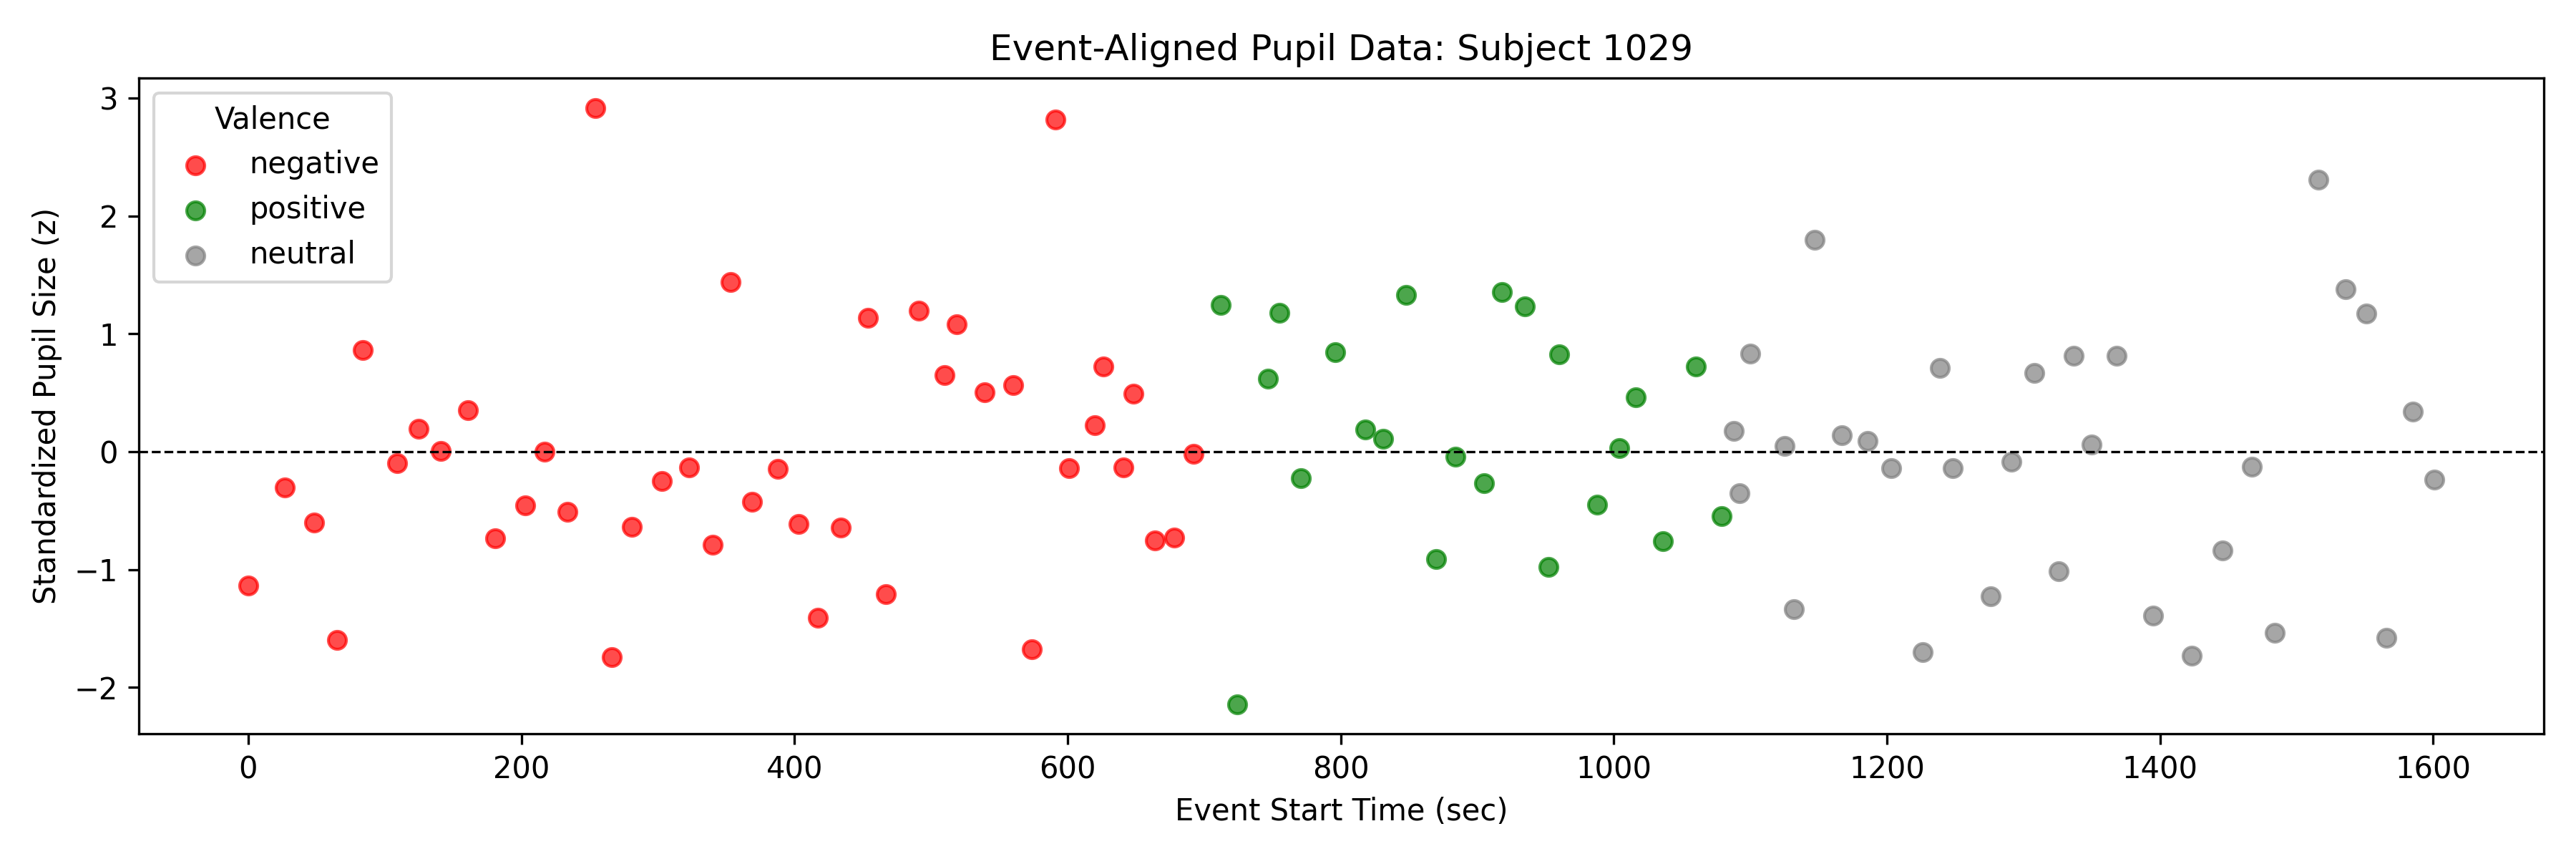 Event-Aligned Pupil Data: Subject 1029
Valence
negative
positive
neutral
Standardized Pupil Size (z)
3
2
1
0
−1
−2
0 200 400 600 800 1000 1200 1400 1600
Event Start Time (sec)